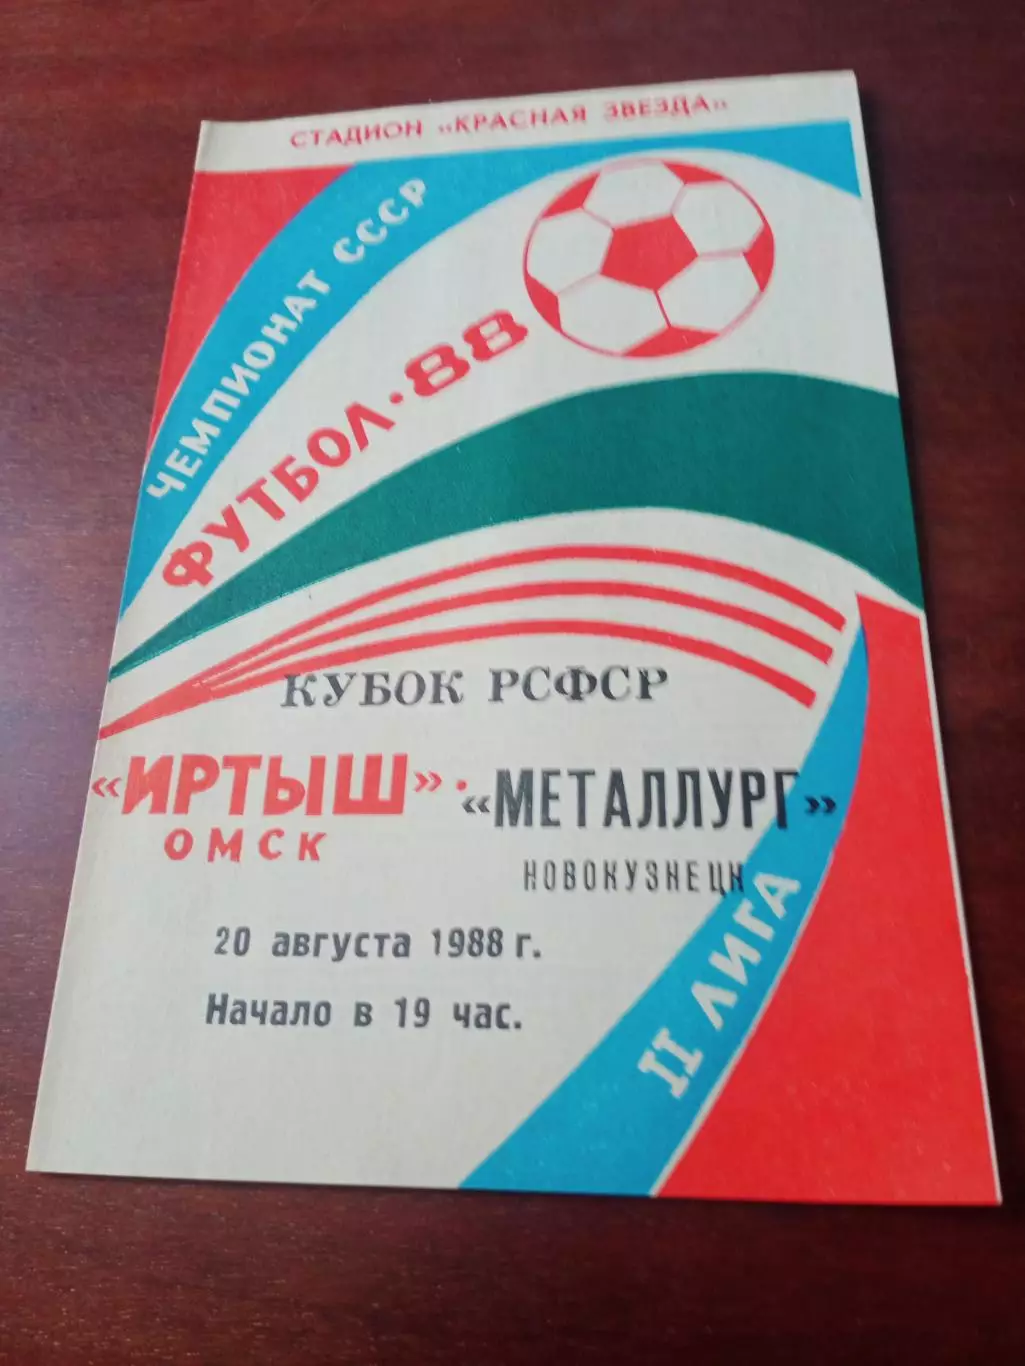 СТАДИОН «КРАСНАЯ ЗВЕЗДА»
ЧЕМПИОНАТ СССР
ФУТБОЛ·88
КУБОК РСФСР
«ИРТЫШ» · «МЕТАЛЛУРГ»
ОМСК НОВОКУЗНЕЦК
20 августа 1988 г.
Начало в 19 час.
II ЛИГА